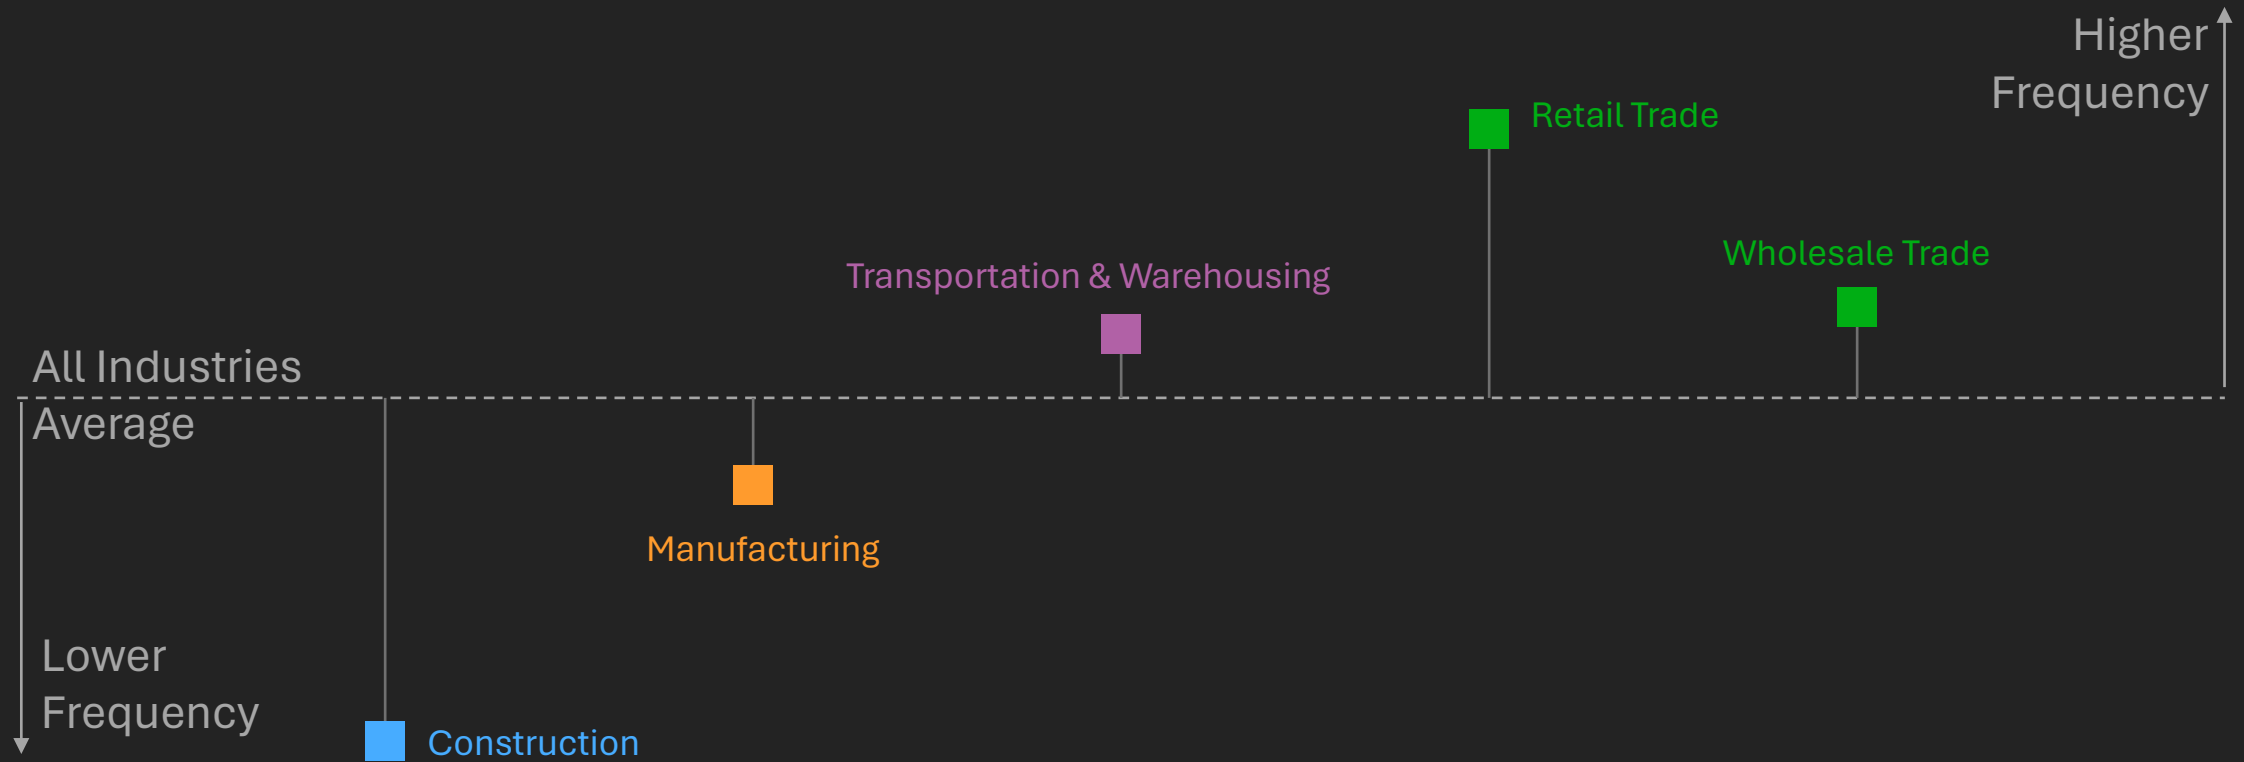 Higher
Frequency
Retail Trade
Wholesale Trade
Transportation & Warehousing
All Industries
Average
Manufacturing
Lower
Frequency
Construction